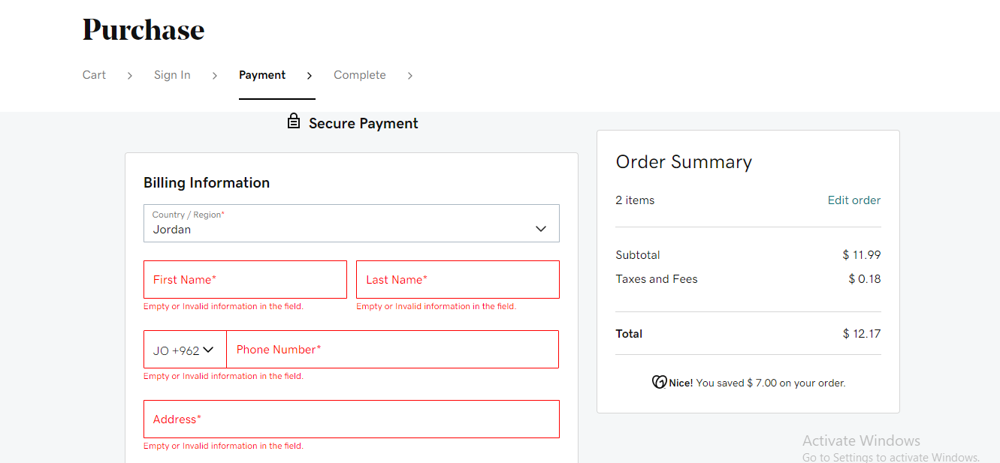 Purchase
Cart
Sign In
Payment
Complete
Secure Payment
Billing Information
Country / Region*
Jordan
First Name*
Last Name*
Empty or Invalid information in the field.
Empty or Invalid information in the field.
JO +962
Phone Number*
Empty or Invalid information in the field.
Address*
Empty or Invalid information in the field.
Order Summary
2 items
Edit order
Subtotal
$ 11.99
Taxes and Fees
$ 0.18
Total
$ 12.17
Nice! You saved $ 7.00 on your order.
Activate Windows
Go to Settings to activate Windows.